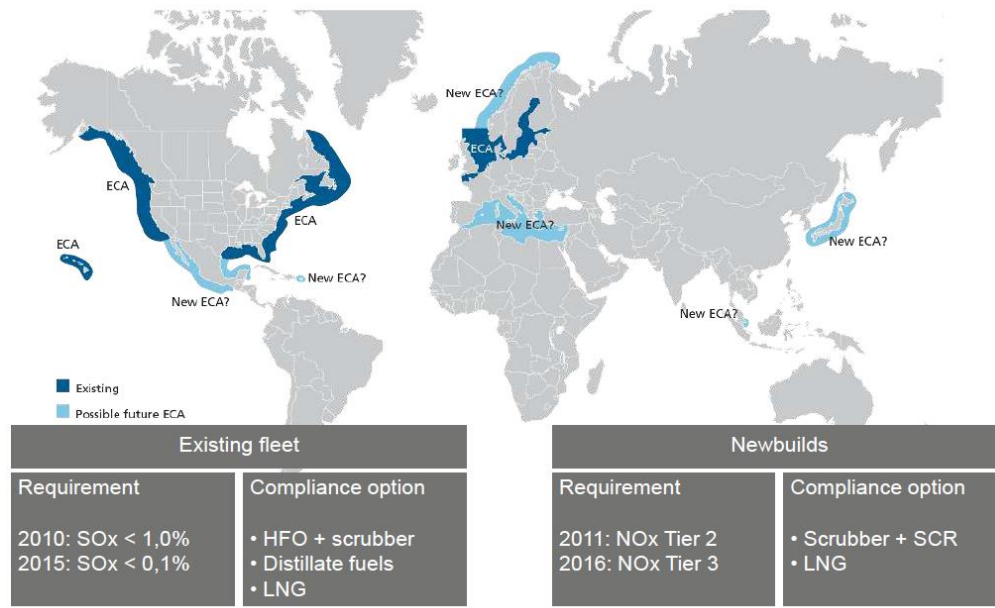 New ECA?
ECA
ECA
ECA
ECA
New ECA?
New ECA?
New ECA?
New ECA?
New ECA?
Existing
Possible future ECA
Existing fleet
Requirement
2010: SOx < 1,0%
2015: SOx < 0,1%
Compliance option
• HFO + scrubber
• Distillate fuels
• LNG
Newbuilds
Requirement
2011: NOx Tier 2
2016: NOx Tier 3
Compliance option
• Scrubber + SCR
• LNG